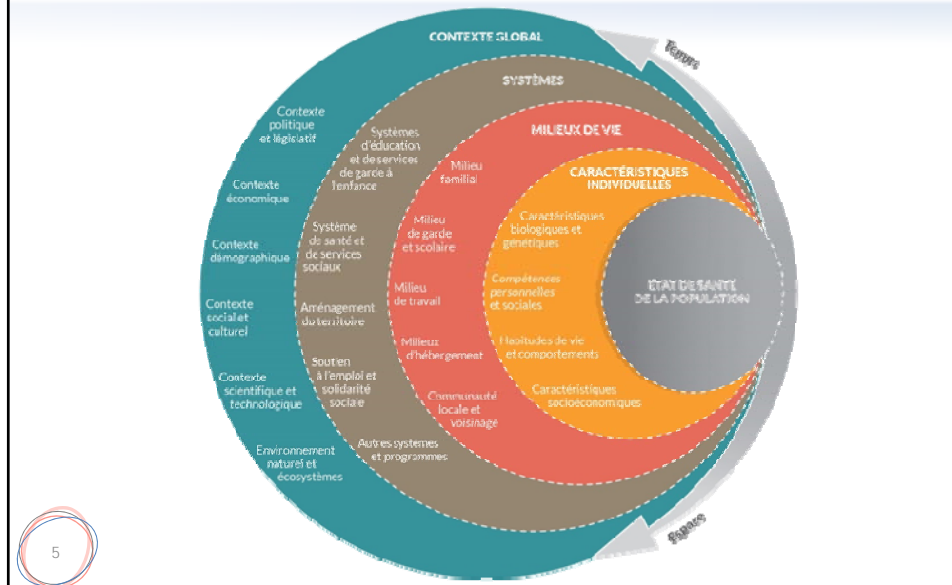 CONTEXTE GLOBAL
Temps
SYSTÈMES
MILIEUX DE VIE
CARACTÉRISTIQUES
INDIVIDUELLES
ÉTAT DE SANTÉ
DE LA POPULATION
Contexte
politique
et législatif
Contexte
économique
Contexte
démographique
Contexte
social et
culturel
Contexte
scientifique et
technologique
Environnement
naturel et
écosystèmes
Systèmes
d'éducation
et de services
de garde à
l'enfance
Système
de santé et
de services
sociaux
Aménagement
du territoire
Soutien
à l'emploi et
solidarité
sociale
Autres systèmes
et programmes
Milieu
familial
Milieu
de garde
et scolaire
Milieu
de travail
Milieux
d'hébergement
Communauté
locale et
voisinage
Caractéristiques
biologiques et
génétiques
Compétences
personnelles
et sociales
Habitudes de vie
et comportements
Caractéristiques
socioéconomiques
Espace
5